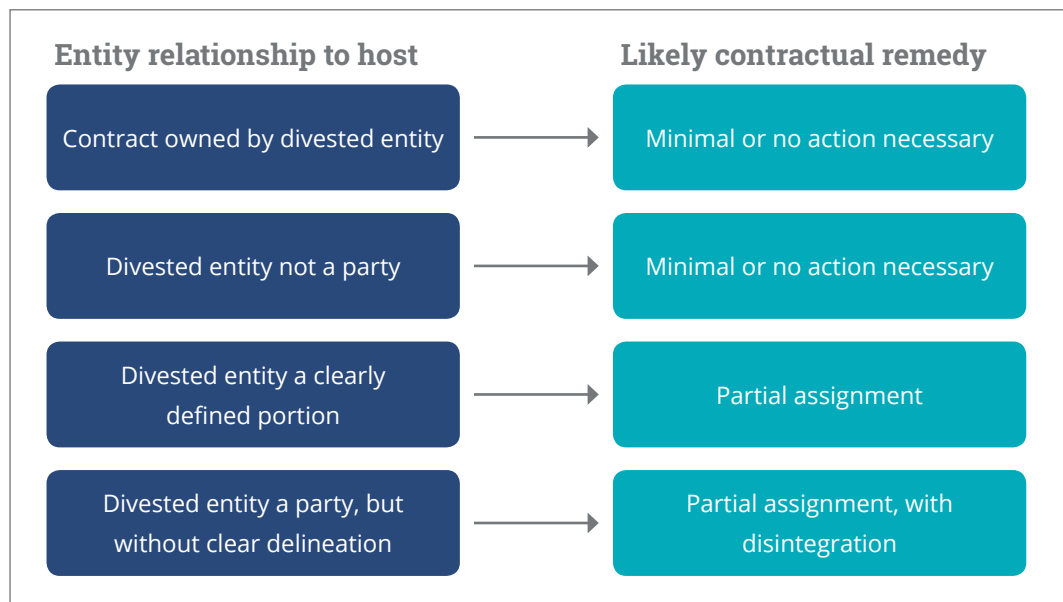 Entity relationship to host
Likely contractual remedy
Contract owned by divested entity
Minimal or no action necessary
Divested entity not a party
Minimal or no action necessary
Divested entity a clearly
defined portion
Partial assignment
Divested entity a party, but
without clear delineation
Partial assignment, with
disintegration